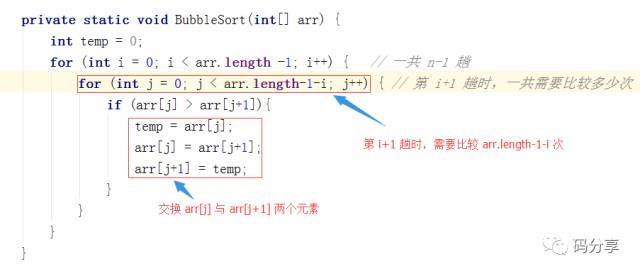 private static void BubbleSort(int[] arr) {
int temp = 0;
for (int i = 0; i < arr.length -1; i++) {   // 一共 n-1 趟
for (int j = 0; j < arr.length-1-i; j++) { // 第 i+1 趟时，一共需要比较多少次
if (arr[j] > arr[j+1]){
temp = arr[j];
arr[j] = arr[j+1];
arr[j+1] = temp;
第 i+1 趟时，需要比较 arr.length-1-i 次
}
交换 arr[j] 与 arr[j+1] 两个元素
}
}
}
码分享